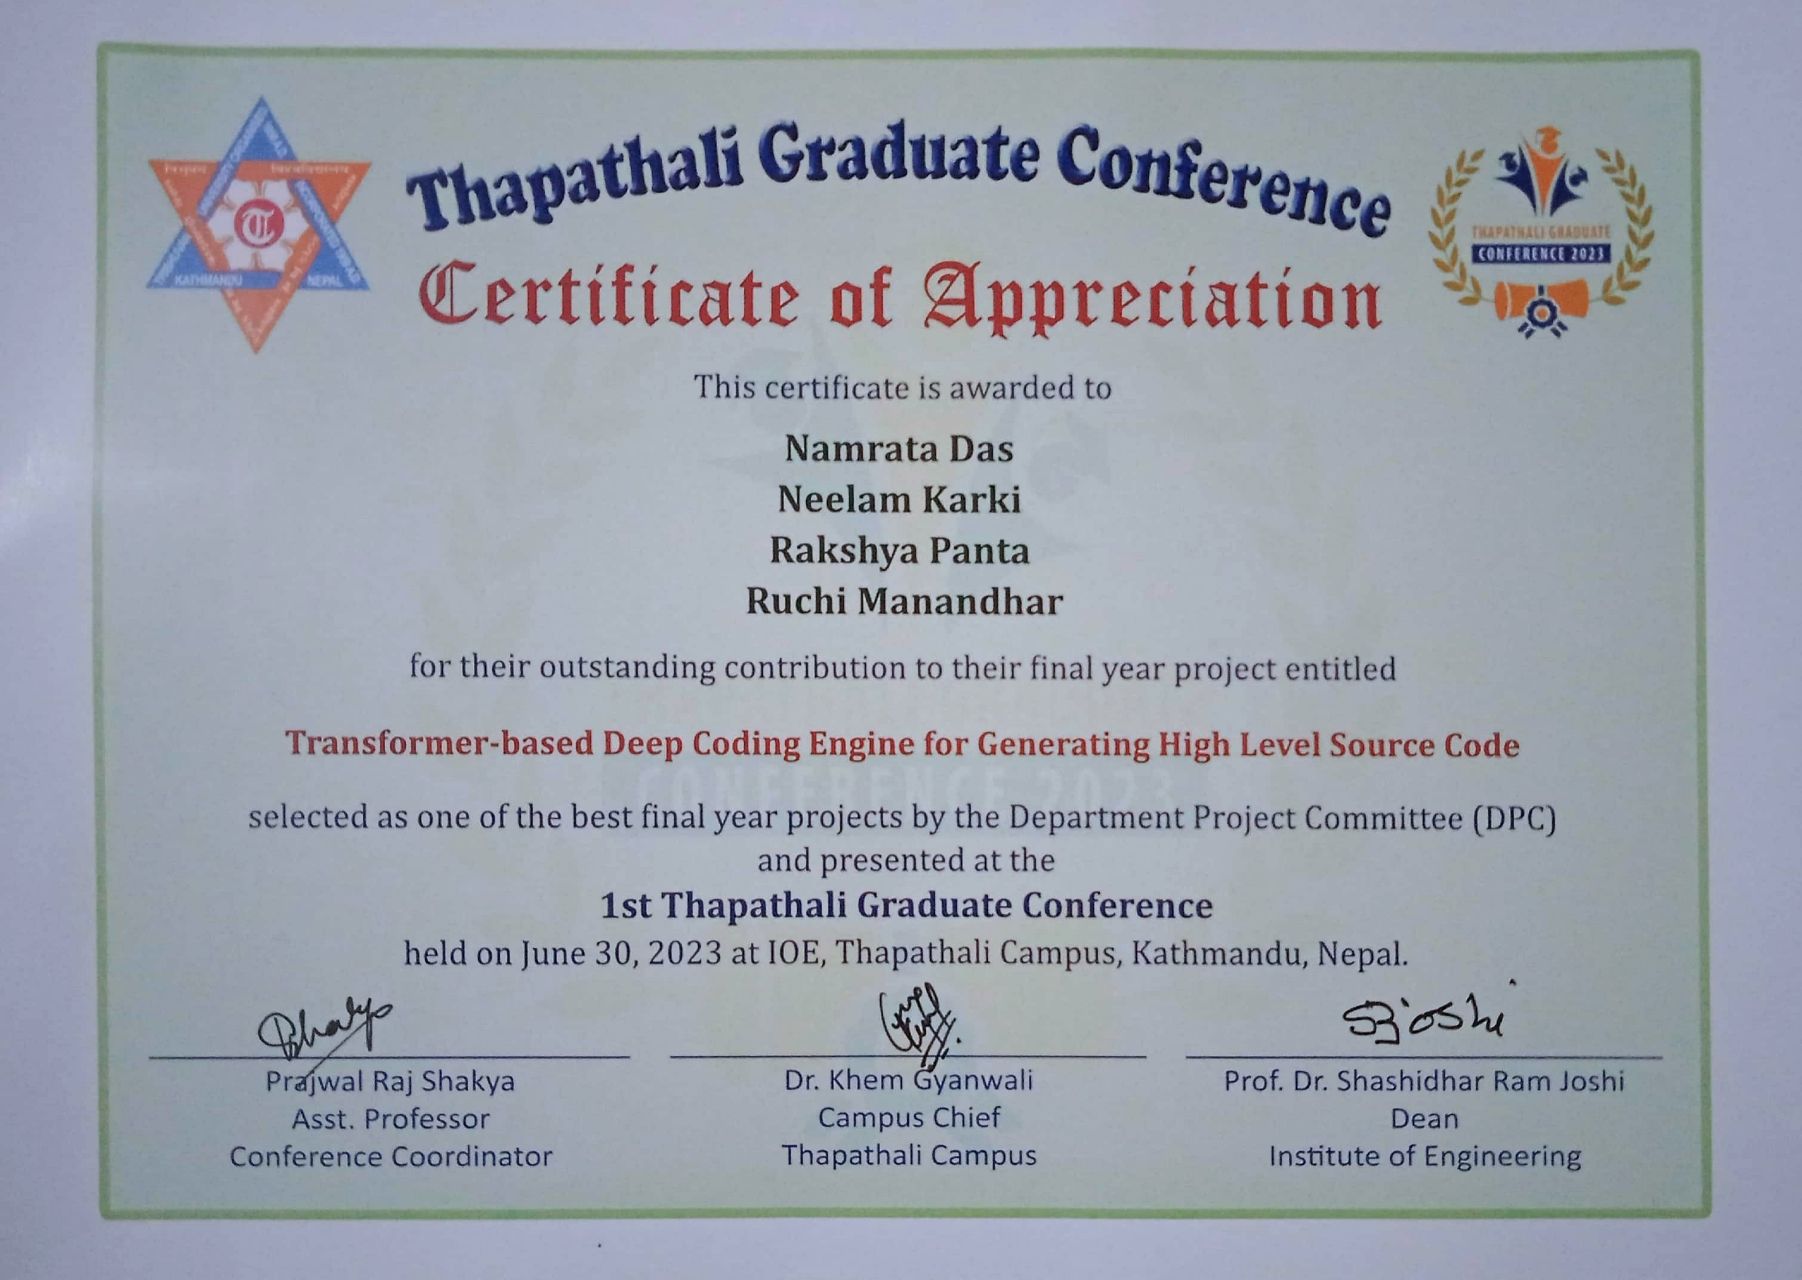 Thapathali Graduate Conference
Certificate of Appreciation
THAPATHALI GRADUATE
CONFERENCE 2023
KATHMANDU NEPAL
This certificate is awarded to
Namrata Das
Neelam Karki
Rakshya Panta
Ruchi Manandhar
for their outstanding contribution to their final year project entitled
Transformer-based Deep Coding Engine for Generating High Level Source Code
selected as one of the best final year projects by the Department Project Committee (DPC)
and presented at the
1st Thapathali Graduate Conference
held on June 30, 2023 at IOE, Thapathali Campus, Kathmandu, Nepal.
Prajwal Raj Shakya
Asst. Professor
Conference Coordinator
Dr. Khem Gyanwali
Campus Chief
Thapathali Campus
Prof. Dr. Shashidhar Ram Joshi
Dean
Institute of Engineering